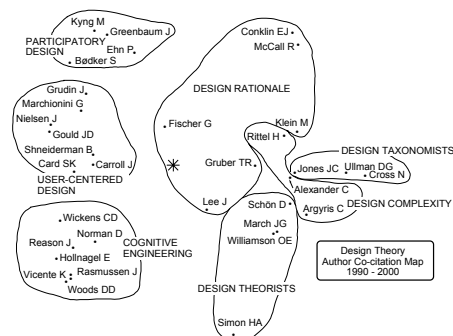 Kyng M
Greenbaum J
PARTICIPATORY
DESIGN
Ehn P
Bødker S
Grudin J
Marchionini G
Nielsen J
Gould JD
Shneiderman B
Card SK
Carroll J
USER-CENTERED
DESIGN
Wickens CD
Norman D
Reason J
COGNITIVE
ENGINEERING
Hollnagel E
Vicente K
Rasmussen J
Woods DD
Conklin EJ
McCall R
DESIGN RATIONALE
Fischer G
Klein M
Rittel H
Gruber TR
Lee J
DESIGN TAXONOMISTS
Jones JC
Ullman DG
Cross N
Alexander C
DESIGN COMPLEXITY
Argyris C
Schön D
March JG
Williamson OE
DESIGN THEORISTS
Simon HA
Design Theory
Author Co-citation Map
1990 - 2000